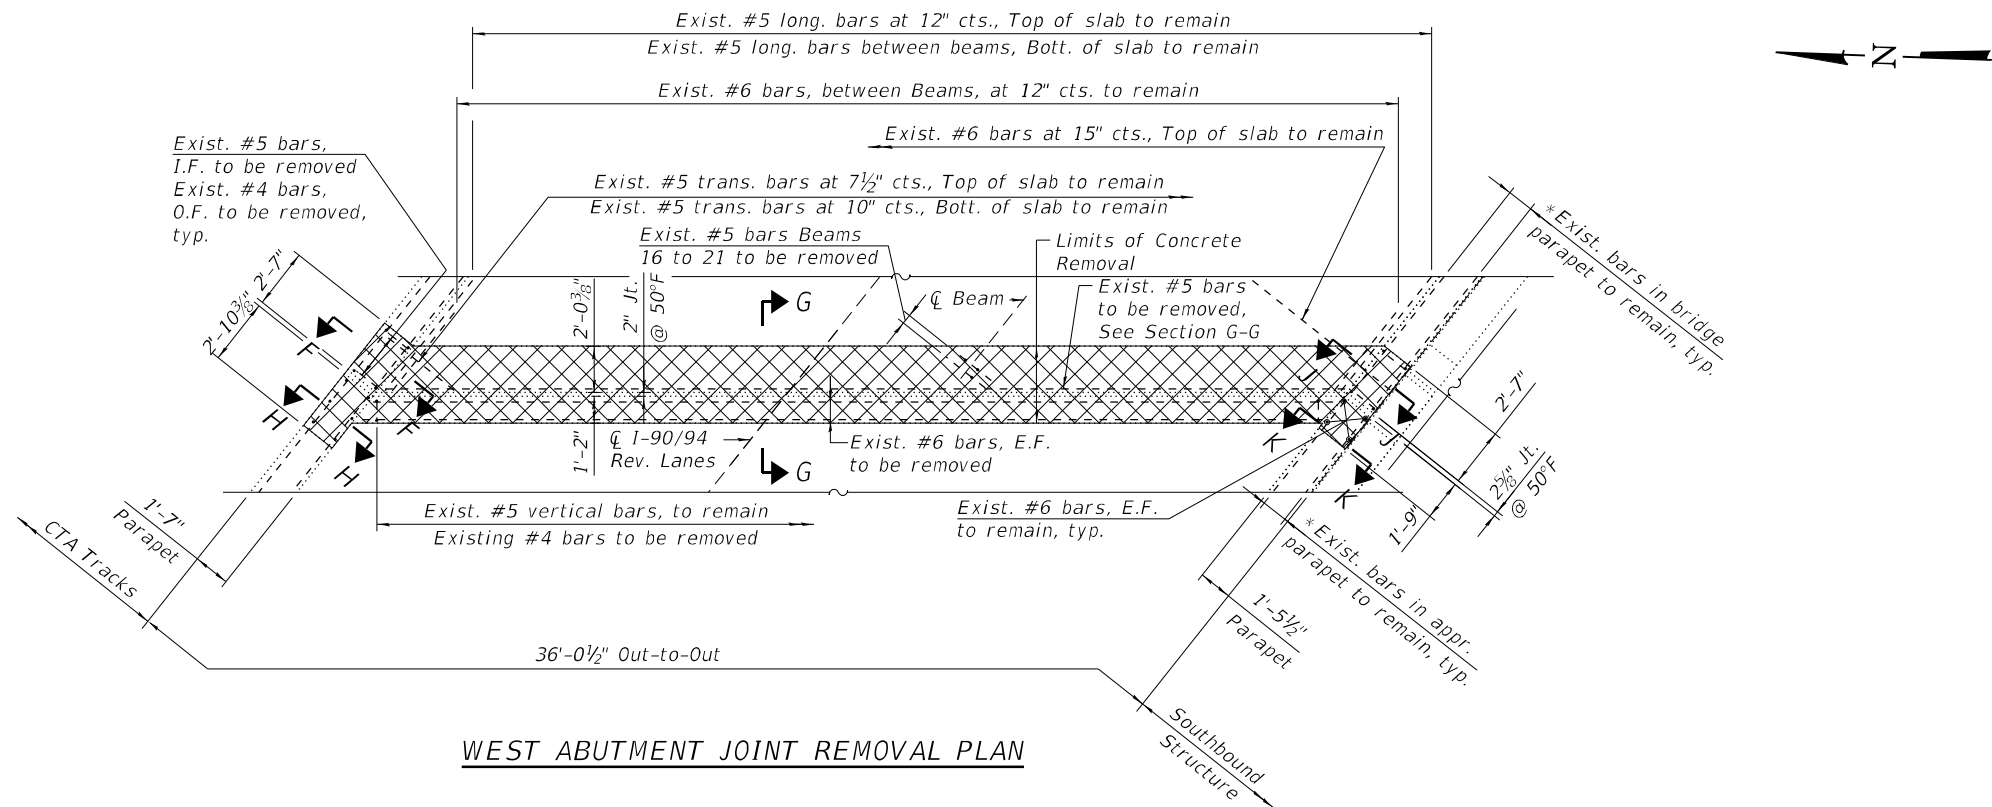 Exist. #5 long. bars at 12" cts., Top of slab to remain
Exist. #5 long. bars between beams, Bott. of slab to remain
N
Exist. #6 bars, between Beams, at 12" cts. to remain
Exist. #6 bars at 15" cts., Top of slab to remain
Exist. #5 bars,
I.F. to be removed
Exist. #4 bars,
O.F. to be removed,
typ.
Exist. #5 trans. bars at 7½" cts., Top of slab to remain
Exist. #5 trans. bars at 10" cts., Bott. of slab to remain
Exist. #5 bars Beams
16 to 21 to be removed
Limits of Concrete
Removal
*Exist. bars in bridge
parapet to remain, typ.
2'-7"
2'-10⅜"
2'-0⅜"
2" Jt.
@ 50°F
G
℄ Beam
Exist. #5 bars
to be removed,
See Section G-G
F
H
F
H
J
J
K
K
2'-7"
2⅝" Jt.
@ 50°F
1'-9"
1'-2"
℄ I-90/94
Rev. Lanes
G
Exist. #6 bars, E.F.
to be removed
Exist. #5 vertical bars, to remain
Existing #4 bars to be removed
Exist. #6 bars, E.F.
to remain, typ.
1'-7"
Parapet
CTA Tracks
*Exist. bars in appr.
parapet to remain, typ.
1'-5½"
Parapet
36'-0½" Out-to-Out
Southbound
Structure
WEST ABUTMENT JOINT REMOVAL PLAN